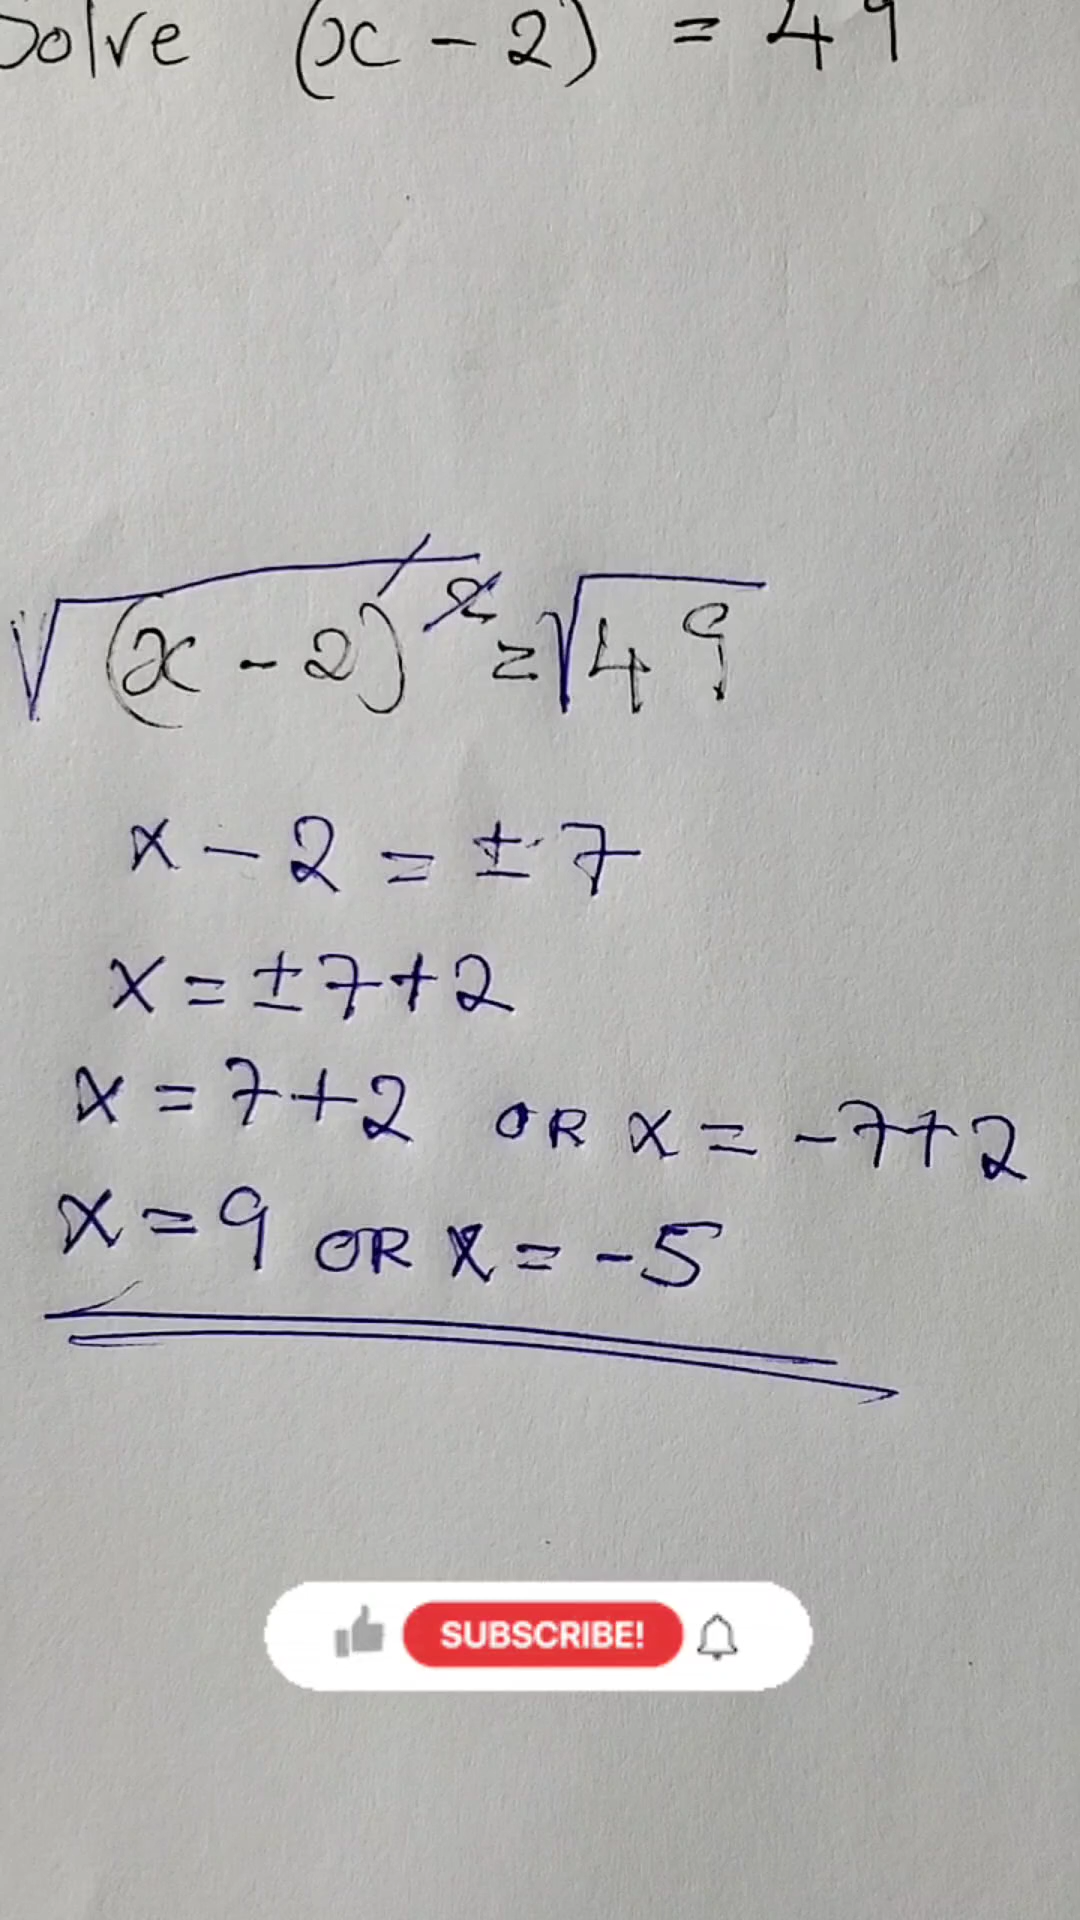 Solve (x - 2) = 49
√(x - 2)² = √49
x - 2 = ± 7
x = ± 7 + 2
x = 7 + 2 OR x = - 7 + 2
x = 9 OR x = - 5
SUBSCRIBE!